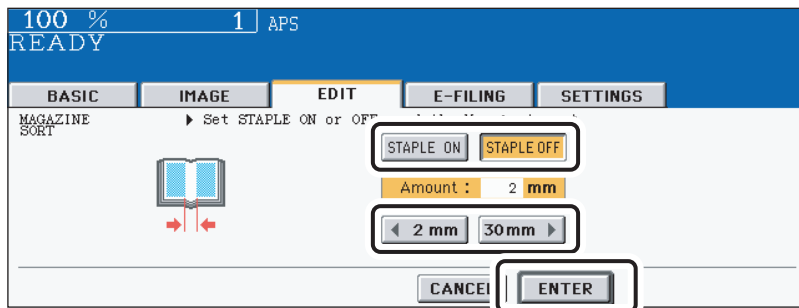 100 % 1 APS
READY
BASIC IMAGE EDIT E-FILING SETTINGS
MAGAZINE SORT
▶ Set STAPLE ON or OFF
STAPLE ON STAPLE OFF
Amount : 2 mm
◀ 2 mm 30mm ▶
CANCEL ENTER